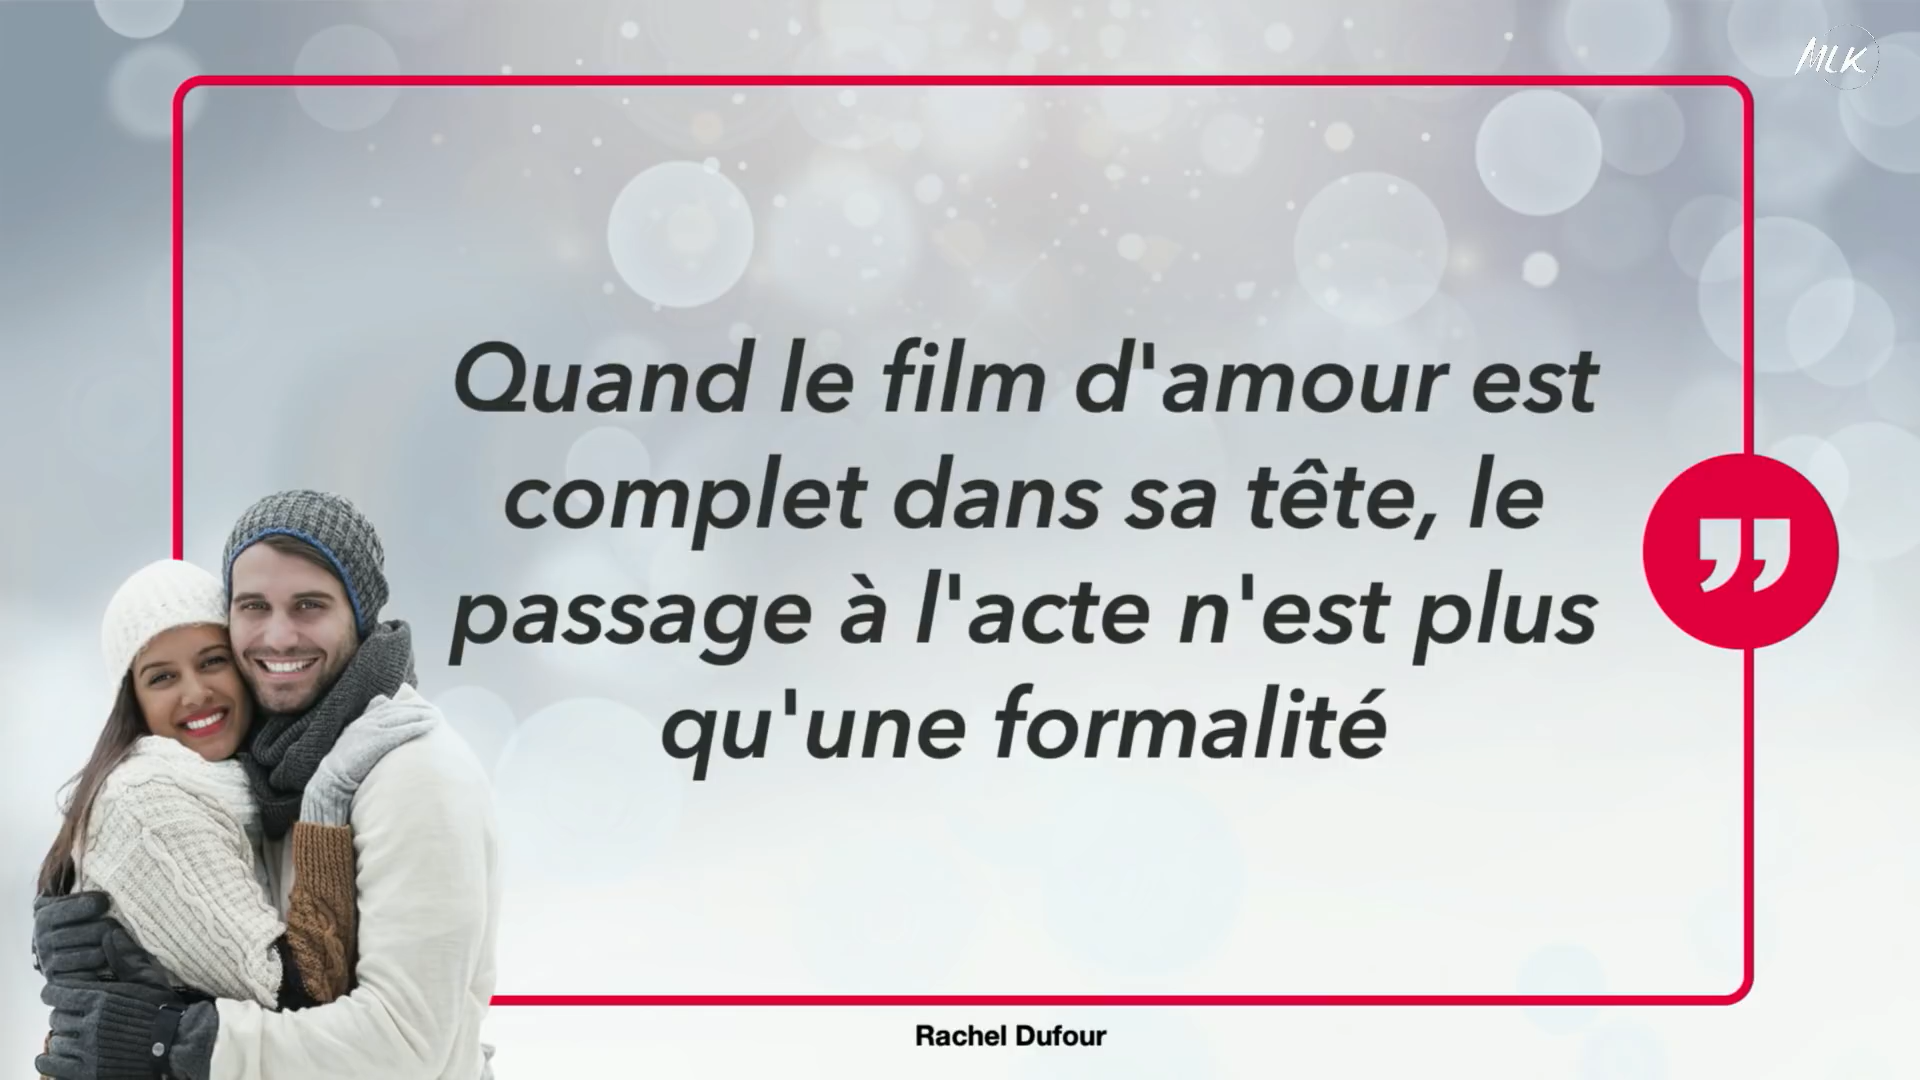 MLK
Quand le film d'amour est
complet dans sa tête, le
passage à l'acte n'est plus
qu'une formalité
Rachel Dufour